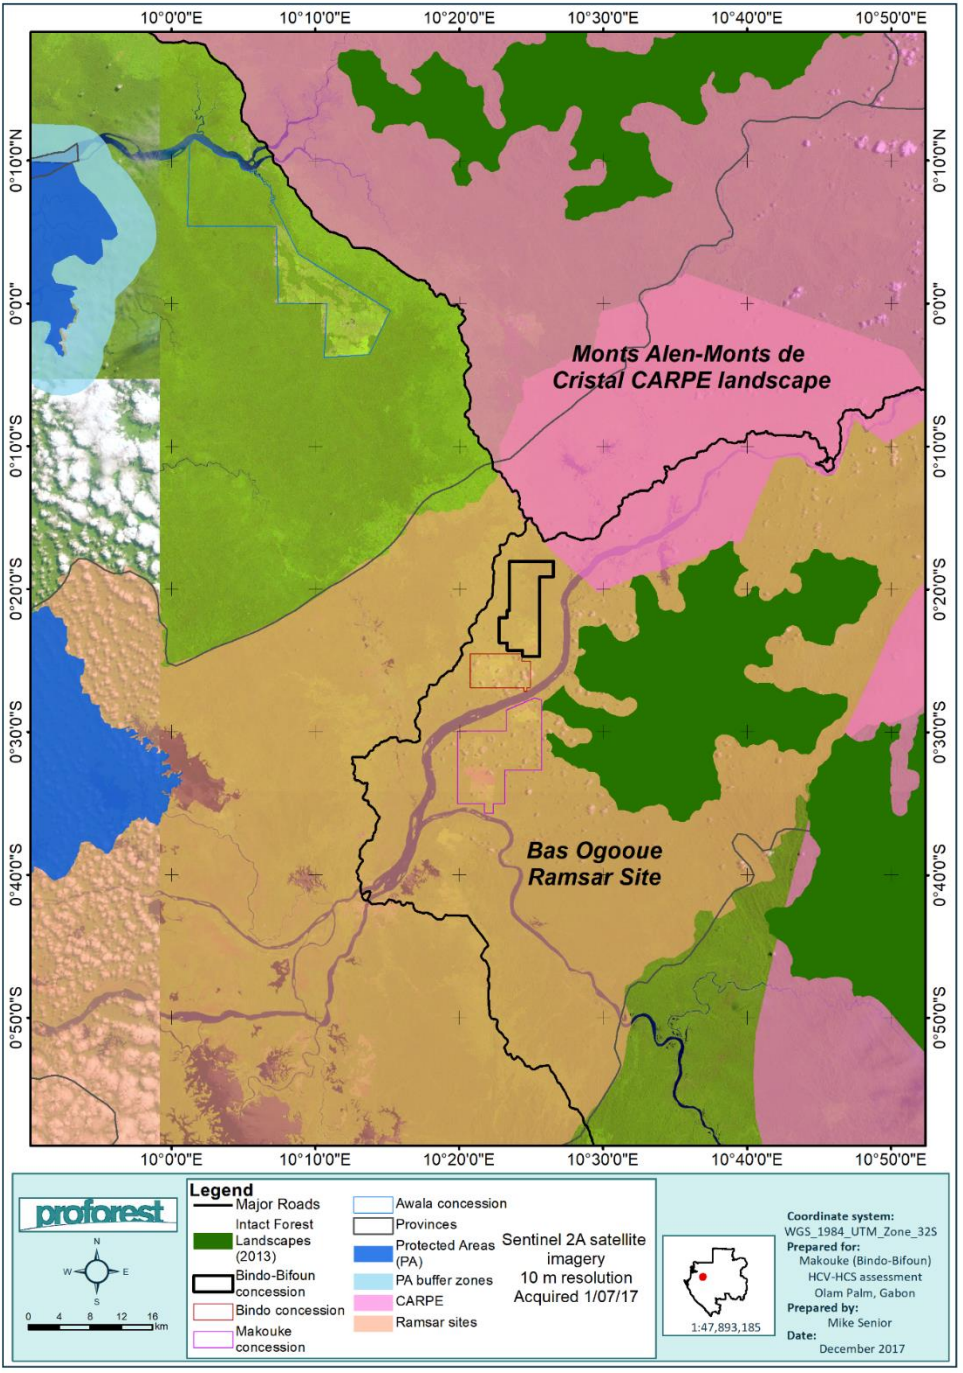 10°0'0"E 10°10'0"E 10°20'0"E 10°30'0"E 10°40'0"E 10°50'0"E
0°10'0"N 0°10'0"N
0°0'0" 0°0'0"
Monts Alen-Monts de
Cristal CARPE landscape
0°10'0"S 0°10'0"S
0°20'0"S 0°20'0"S
0°30'0"S 0°30'0"S
Bas Ogooue
Ramsar Site
0°40'0"S 0°40'0"S
0°50'0"S 0°50'0"S
10°0'0"E 10°10'0"E 10°20'0"E 10°30'0"E 10°40'0"E 10°50'0"E
proforest
N
W E
S
0 4 8 12 16
km
Legend
Major Roads
Intact Forest
Landscapes
(2013)
Bindo-Bifoun
concession
Bindo concession
Makouke
concession
Awala concession
Provinces
Protected Areas
(PA)
PA buffer zones
CARPE
Ramsar sites
Sentinel 2A satellite
imagery
10 m resolution
Acquired 1/07/17
1:47,893,185
Coordinate system:
WGS_1984_UTM_Zone_32S
Prepared for:
Makouke (Bindo-Bifoun)
HCV-HCS assessment
Olam Palm, Gabon
Prepared by:
Mike Senior
Date:
December 2017